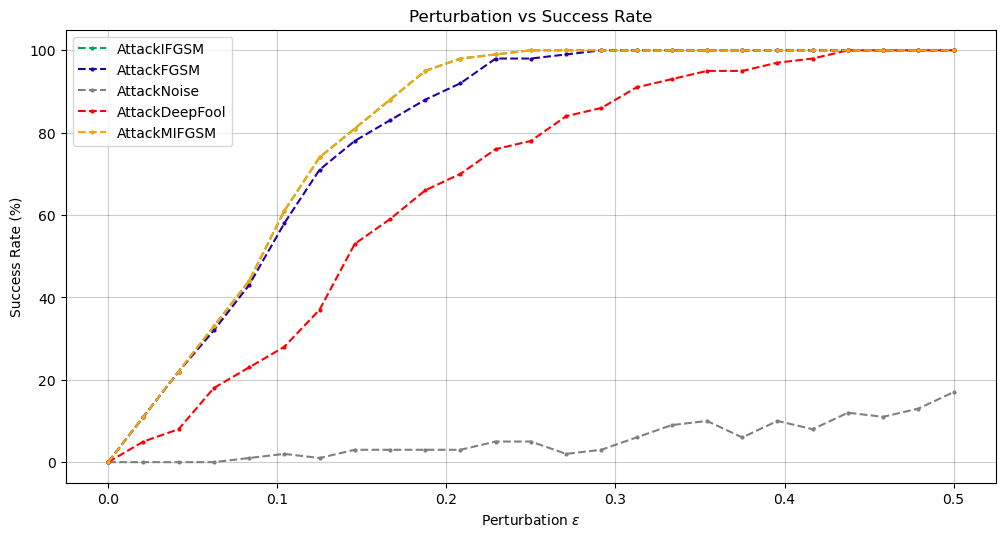 Perturbation vs Success Rate
AttackIFGSM
AttackFGSM
AttackNoise
AttackDeepFool
AttackMIFGSM
Success Rate (%)
100
80
60
40
20
0
0.0 0.1 0.2 0.3 0.4 0.5
Perturbation ε